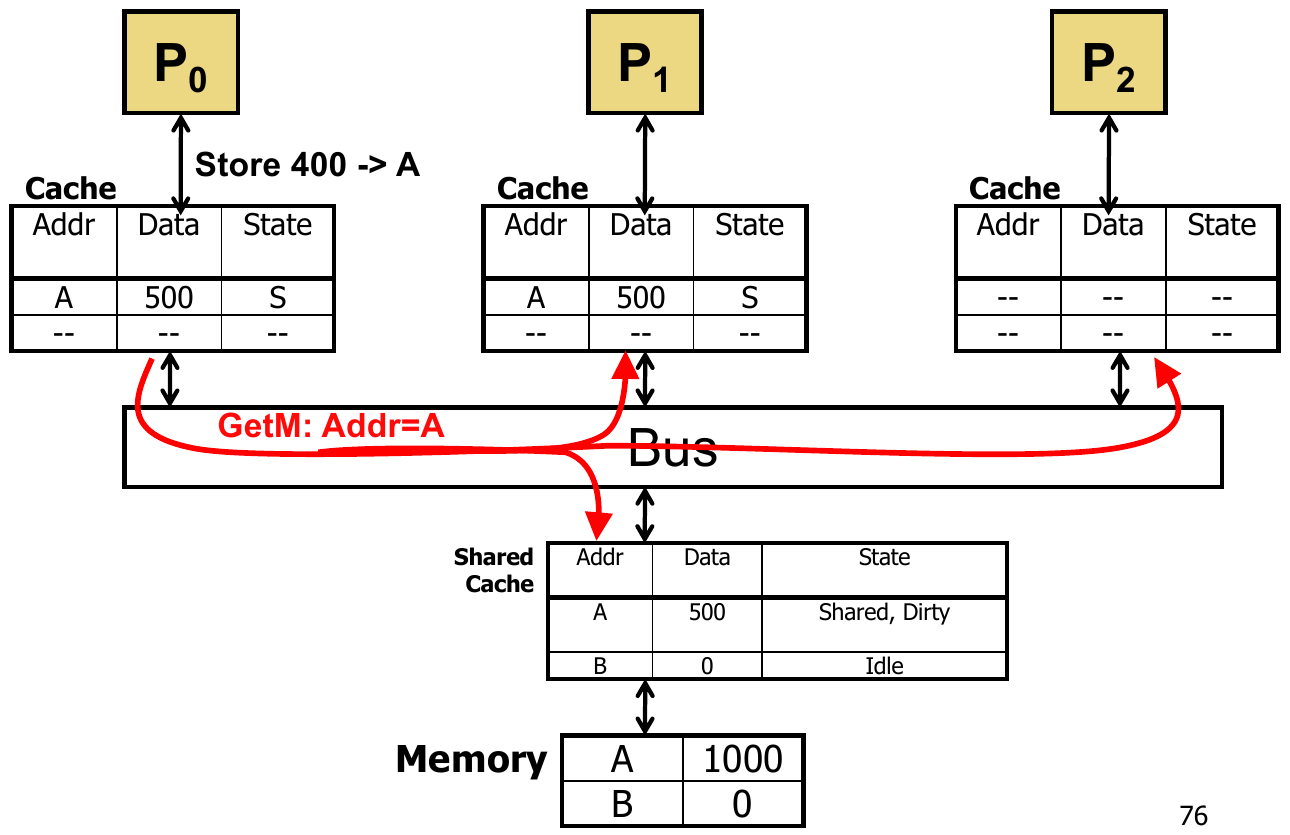 P0 P1 P2
Store 400 -> A
Cache Cache Cache
Addr Data State Addr Data State Addr Data State
A 500 S A 500 S -- -- --
-- -- -- -- -- -- -- -- --
GetM: Addr=A
Bus
Shared Cache
Addr Data State
A 500 Shared, Dirty
B 0 Idle
Memory
A 1000
B 0
76